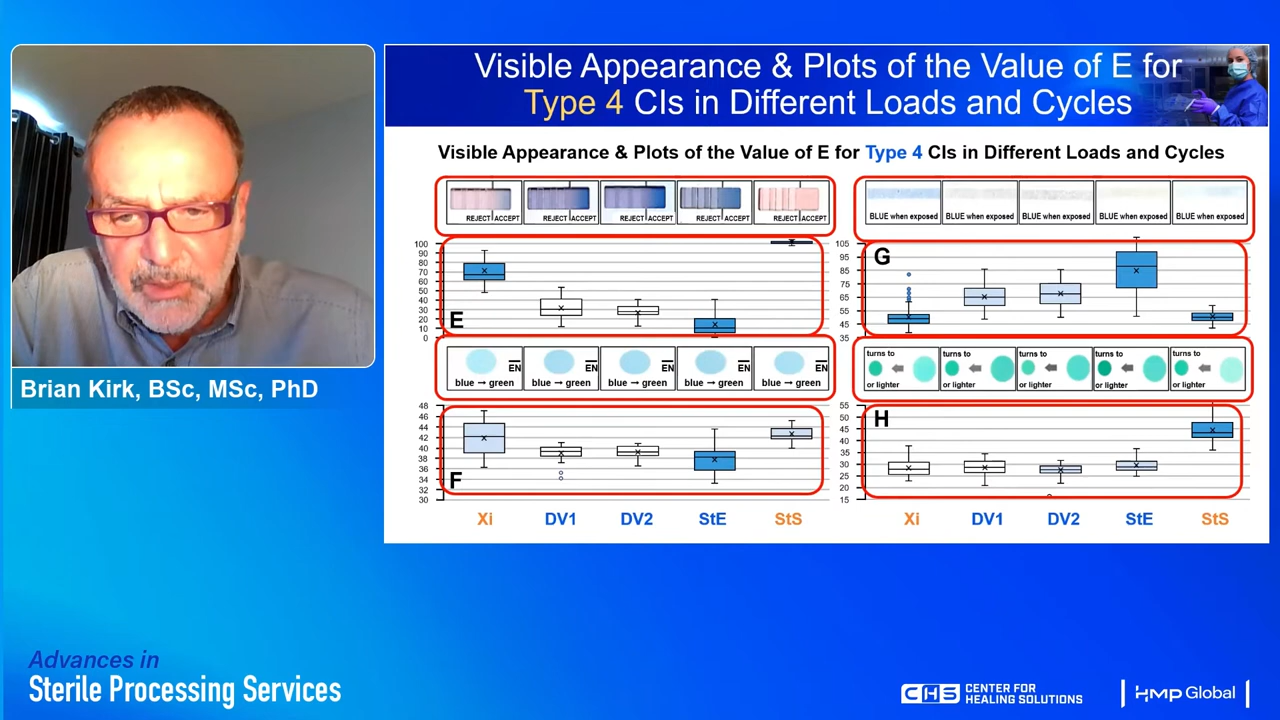 Visible Appearance & Plots of the Value of E for
Type 4 CIs in Different Loads and Cycles
Visible Appearance & Plots of the Value of E for Type 4 CIs in Different Loads and Cycles
REJECT ACCEPT REJECT ACCEPT REJECT ACCEPT REJECT ACCEPT REJECT ACCEPT
BLUE when exposed BLUE when exposed BLUE when exposed BLUE when exposed BLUE when exposed
100
90
80
70
60
50
40
30
20
10
0
E
105
95
85
75
65
55
45
35
G
EN EN EN EN EN
blue → green blue → green blue → green blue → green blue → green
turns to turns to turns to turns to turns to
or lighter or lighter or lighter or lighter or lighter
48
46
44
42
40
38
36
34
32
30
F
55
50
45
40
35
30
25
20
15
H
Xi DV1 DV2 StE StS
Xi DV1 DV2 StE StS
Brian Kirk, BSc, MSc, PhD
Advances in
Sterile Processing Services
CHS CENTER FOR
HEALING SOLUTIONS
HMP Global